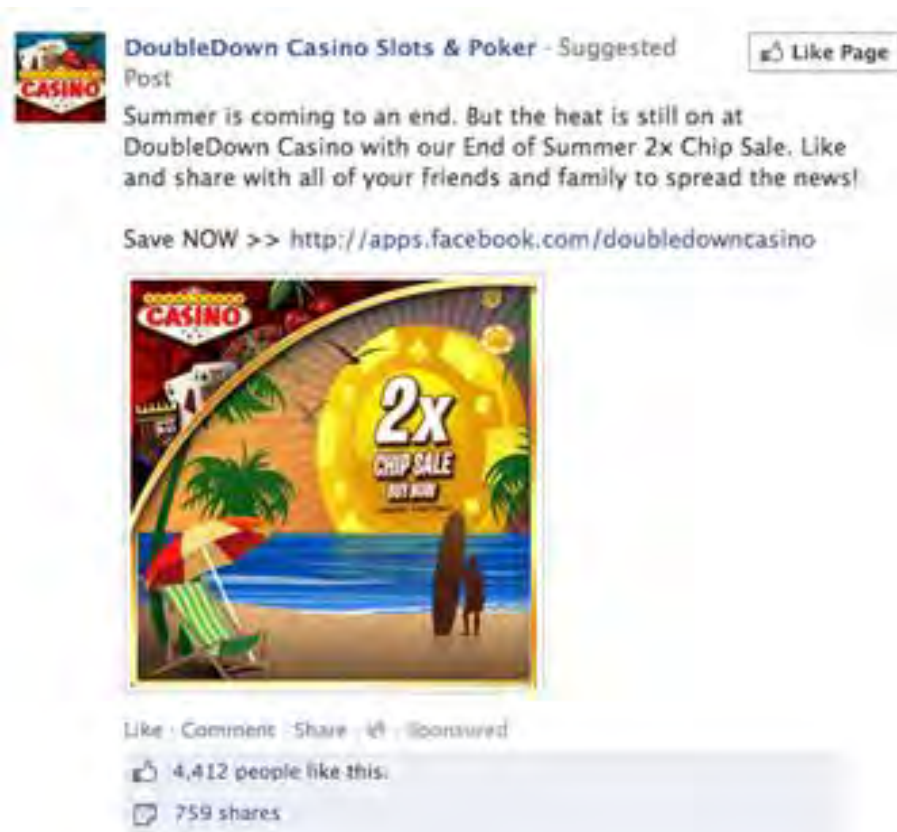 DoubleDown Casino Slots & Poker · Suggested
Post
Like Page
CASINO
Summer is coming to an end. But the heat is still on at
DoubleDown Casino with our End of Summer 2x Chip Sale. Like
and share with all of your friends and family to spread the news!
Save NOW >> http://apps.facebook.com/doubledowncasino
CASINO
2x
CHIP SALE
BUY NOW
Like · Comment · Share · Sponsored
4,412 people like this.
759 shares